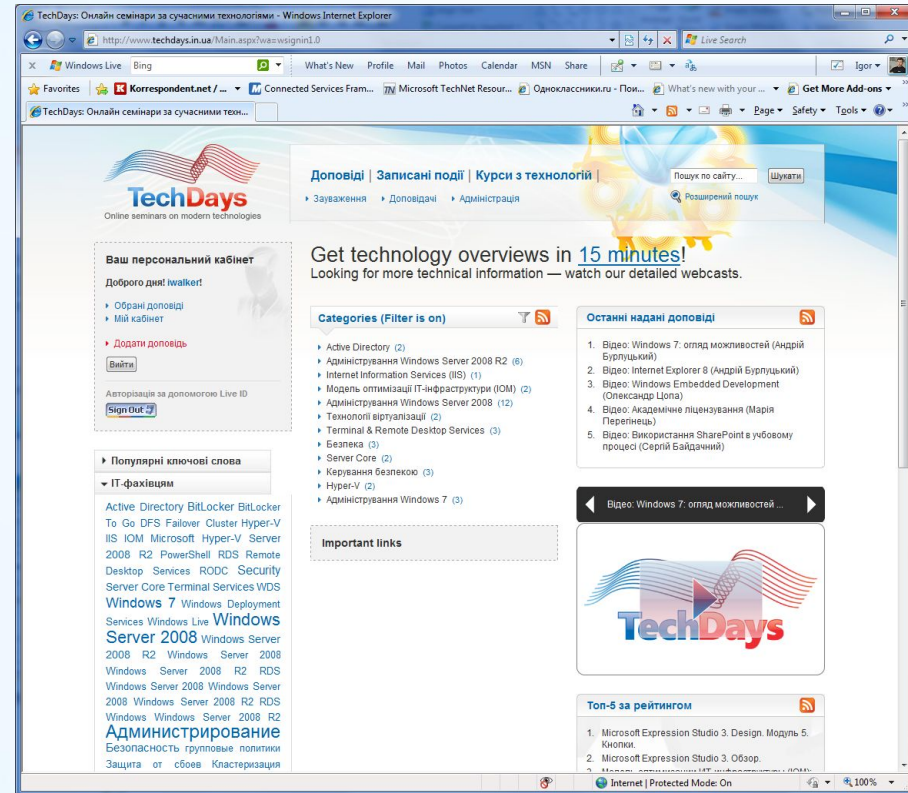 TechDays: Онлайн семінари за сучасними технологіями - Windows Internet Explorer
http://www.techdays.in.ua/Main.aspx?wa=wsignin1.0
Live Search
Windows Live Bing What's New Profile Mail Photos Calendar MSN Share Igor
Favorites Korrespondent.net / ... Connected Services Fram... Microsoft TechNet Resour... Одноклассники.ru - Пои... What's new with your ... Get More Add-ons
TechDays: Онлайн семінари за сучасними техн...
Page Safety Tools
TechDays
Online seminars on modern technologies
Доповіді | Записані події | Курси з технологій |
Зауваження Доповідачі Адміністрація
Пошук по сайту... Шукати
Розширений пошук
Ваш персональний кабінет
Доброго дня! iwalker!
Обрані доповіді
Мій кабінет
Додати доповідь
Вийти
Авторізація за допомогою Live ID
Sign Out
Популярні ключові слова
ІТ-фахівцям
Active Directory BitLocker BitLocker
To Go DFS Failover Cluster Hyper-V
IIS IOM Microsoft Hyper-V Server
2008 R2 PowerShell RDS Remote
Desktop Services RODC Security
Server Core Terminal Services WDS
Windows 7 Windows Deployment
Services Windows Live Windows
Server 2008 Windows Server
2008 R2 Windows Server 2008
Windows Server 2008 R2 RDS
Windows Server 2008 Windows Server
2008 Windows Server 2008 R2 RDS
Windows Windows Server 2008 R2
Администрирование
Безопасность групповые политики
Защита от сбоев Кластеризация
Get technology overviews in 15 minutes!
Looking for more technical information — watch our detailed webcasts.
Categories (Filter is on)
Active Directory (2)
Адміністрування Windows Server 2008 R2 (6)
Internet Information Services (IIS) (1)
Модель оптимізації ІТ-інфраструктури (IOM) (2)
Адміністрування Windows Server 2008 (12)
Технології віртуалізації (2)
Terminal & Remote Desktop Services (3)
Безпека (3)
Server Core (2)
Керування безпекою (3)
Hyper-V (2)
Адміністрування Windows 7 (3)
Important links
Останні надані доповіді
1. Відео: Windows 7: огляд можливостей (Андрій
Бурлуцький)
2. Відео: Internet Explorer 8 (Андрій Бурлуцький)
3. Відео: Windows Embedded Development
(Олександр Цопа)
4. Відео: Академічне ліцензування (Марія
Перегінець)
5. Відео: Використання SharePoint в учбовому
процесі (Сергій Байдачний)
Відео: Windows 7: огляд можливостей ...
TechDays
Топ-5 за рейтингом
1. Microsoft Expression Studio 3. Design. Модуль 5.
Кнопки.
2. Microsoft Expression Studio 3. Обзор.
Internet | Protected Mode: On
100%